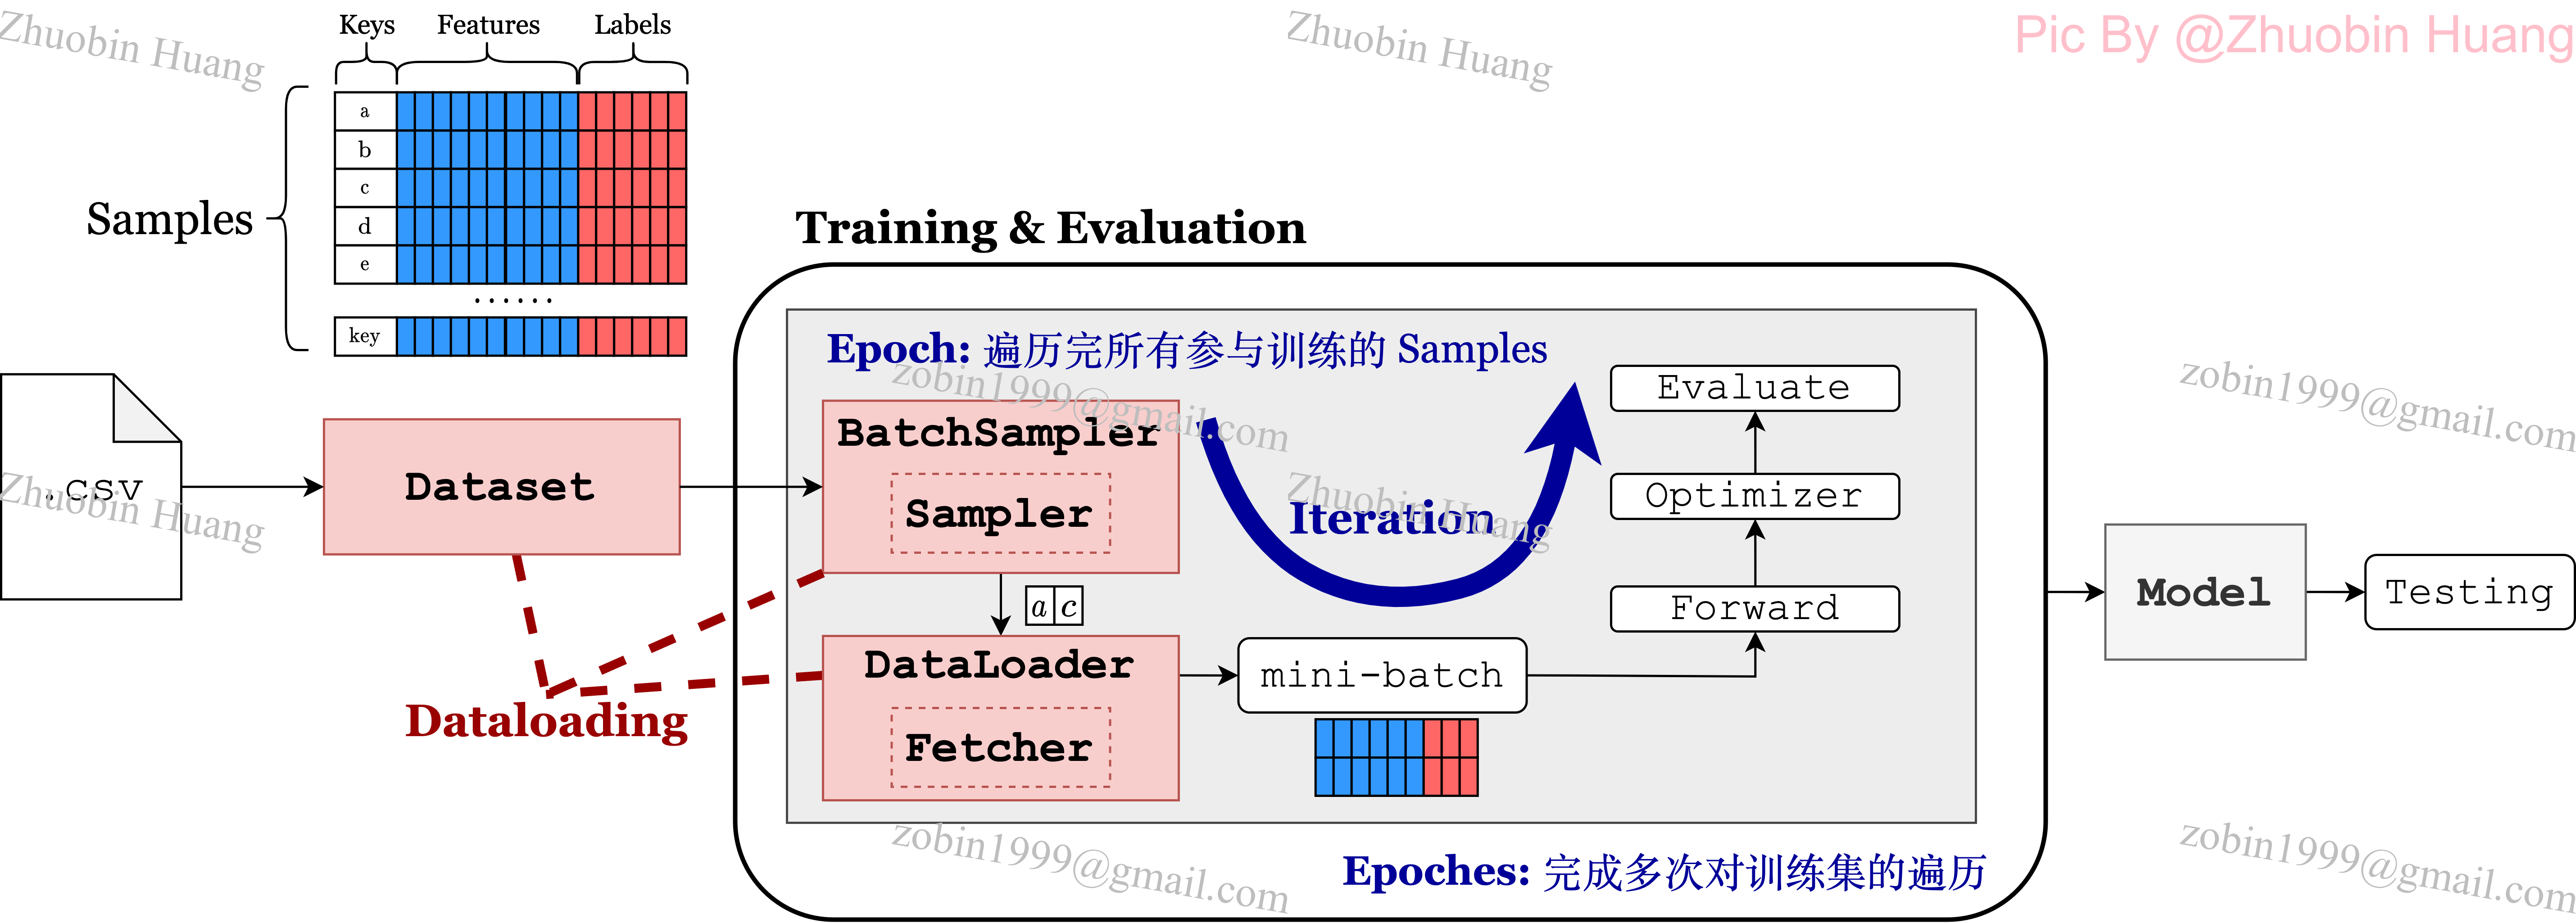 Pic By @Zhuobin Huang
Zhuobin Huang
Zhuobin Huang
Keys
Features
Labels
Samples
a
b
c
d
e
......
key
Training & Evaluation
Epoch: 遍历完所有参与训练的 Samples
zobin1999@gmail.com
zobin1999@gmail.com
.csv
Zhuobin Huang
Dataset
BatchSampler
Sampler
Iteration
Zhuobin Huang
Evaluate
Optimizer
Forward
a c
DataLoader
Fetcher
mini-batch
Dataloading
Model
Testing
Epoches: 完成多次对训练集的遍历
zobin1999@gmail.com
zobin1999@gmail.com